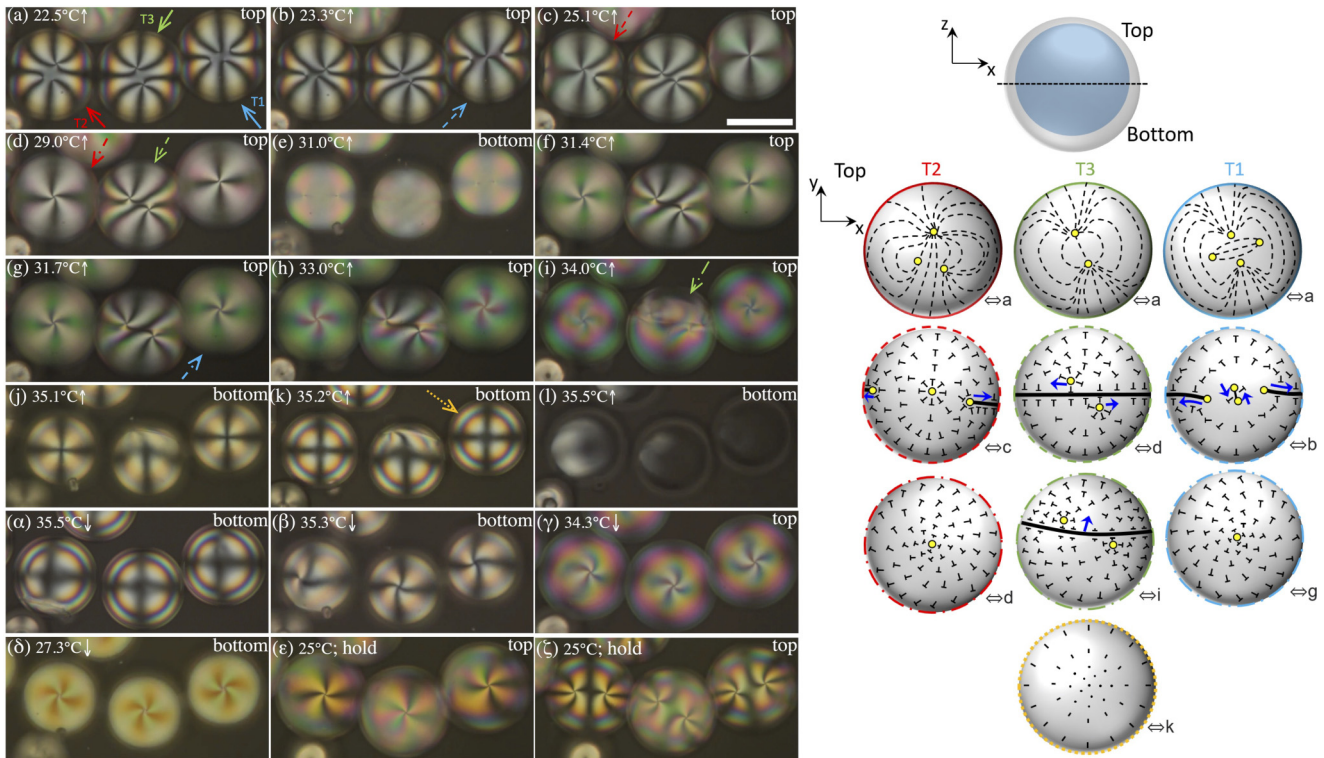 (a) 22.5°C↑ T3 top
T2 T1
(b) 23.3°C↑ top
(c) 25.1°C↑ top
(d) 29.0°C↑ top
(e) 31.0°C↑ bottom
(f) 31.4°C↑ top
(g) 31.7°C↑ top
(h) 33.0°C↑ top
(i) 34.0°C↑ top
(j) 35.1°C↑ bottom
(k) 35.2°C↑ bottom
(l) 35.5°C↑
(α) 35.5°C↓ bottom
(β) 35.3°C↓ bottom
(γ) 34.3°C↓ top
(δ) 27.3°C↓ bottom
(ε) 25°C; hold top
(ζ) 25°C; hold top
z
x
Top
Bottom
y
x
Top
T2 T3 T1
⇔a ⇔a ⇔a
⇔c ⇔d ⇔b
⇔d ⇔i ⇔g
⇔k